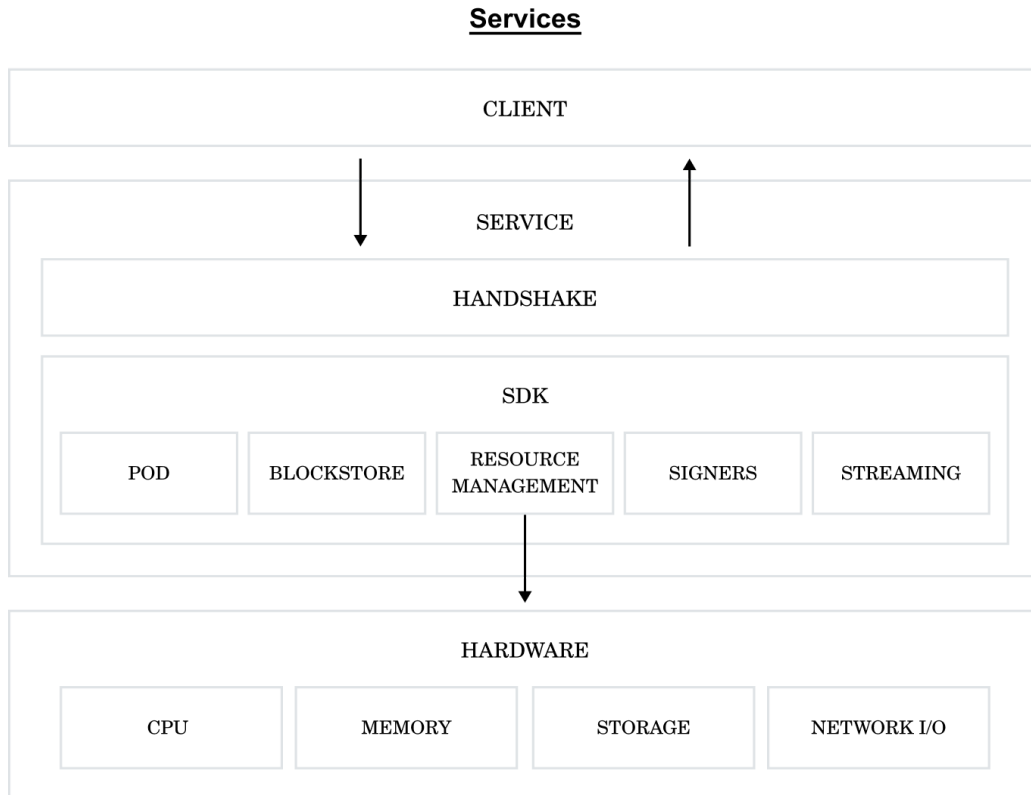 Services
CLIENT
SERVICE
HANDSHAKE
SDK
POD
BLOCKSTORE
RESOURCE
MANAGEMENT
SIGNERS
STREAMING
HARDWARE
CPU
MEMORY
STORAGE
NETWORK I/O